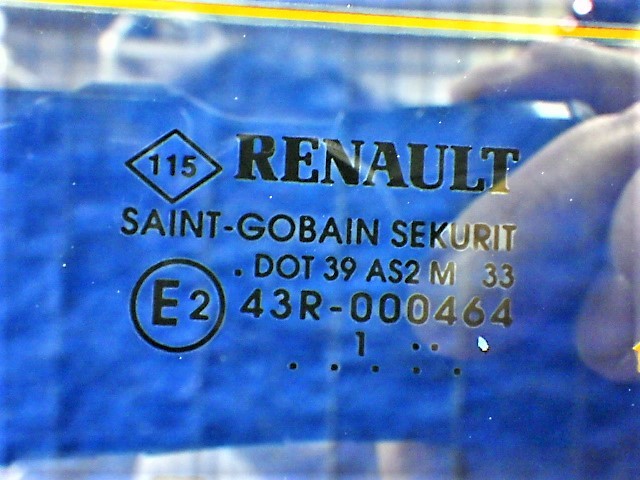 115 RENAULT
SAINT-GOBAIN SEKURIT
. DOT 39 AS2 M 33
E2 43R-000464
1 ..
. . . . .